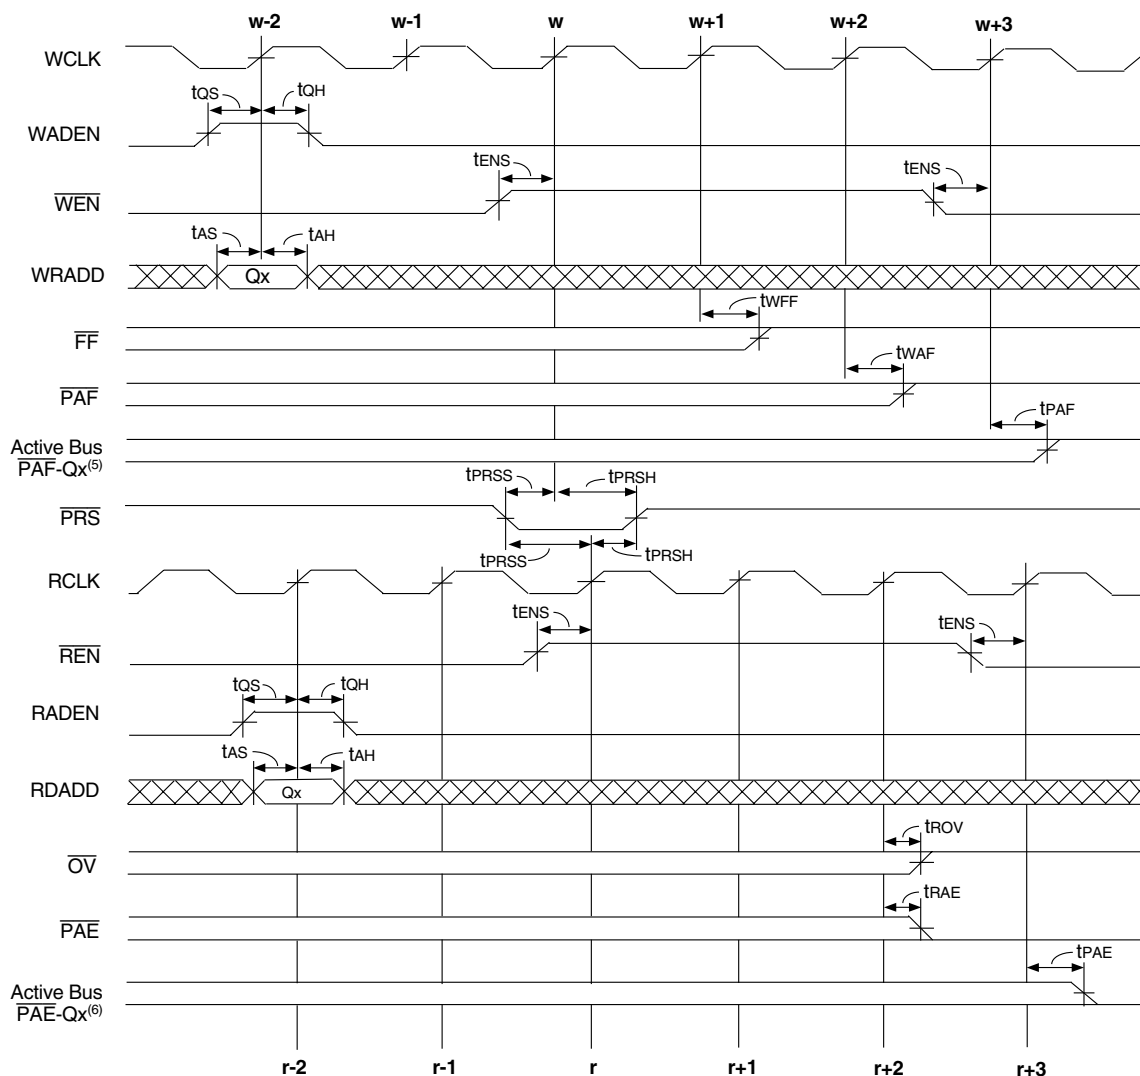 w-2 w-1 w w+1 w+2 w+3
WCLK
tQS tQH
WADEN
tENS tENS
WEN
tAS tAH
WRADD Qx
tWFF
FF
tWAF
PAF
tPAF
Active Bus
PAF-Qx(5)
tPRSS tPRSH
PRS
tPRSS tPRSH
RCLK
tENS tENS
REN
tQS tQH
RADEN
tAS tAH
RDADD Qx
tROV
OV
tRAE
PAE
tPAE
Active Bus
PAE-Qx(6)
r-2 r-1 r r+1 r+2 r+3